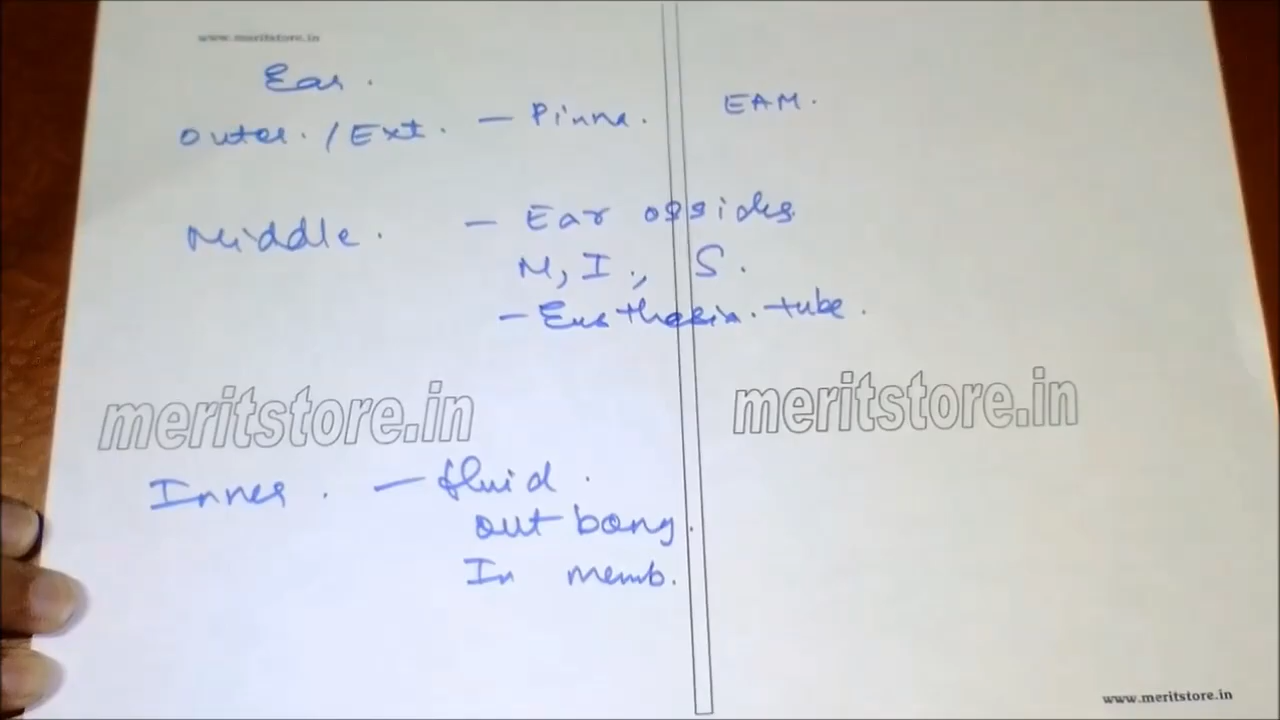 www.meritstore.in
Ear.
Outer. / Ext. - Pinna. EAM.
Middle. - Ear ossicles
M, I, S.
- Eusthesin. tube.
meritstore.in meritstore.in
Inner. - fluid.
out bony.
In memb.
www.meritstore.in